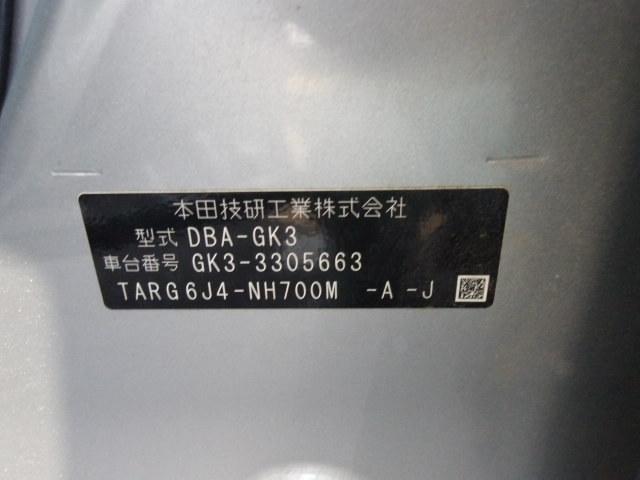 本田技研工業株式会社
型式 DBA-GK3
車台番号 GK3-3305663
TARG6J4-NH700M -A -J